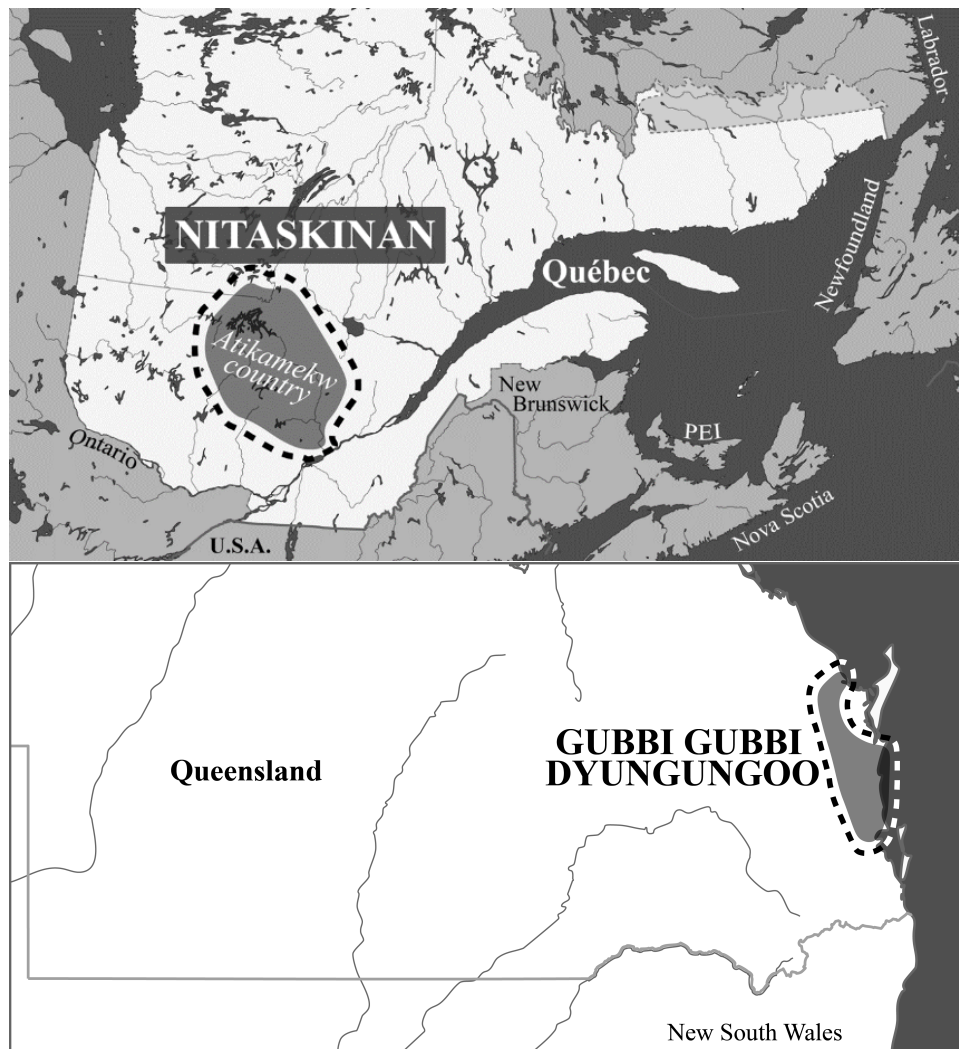 Labrador
NITASKINAN
Newfoundland
Québec
Atikamekw
country
New
Brunswick
PEI
Ontario
Nova Scotia
U.S.A.
GUBBI GUBBI
DYUNGUNGOO
Queensland
New South Wales